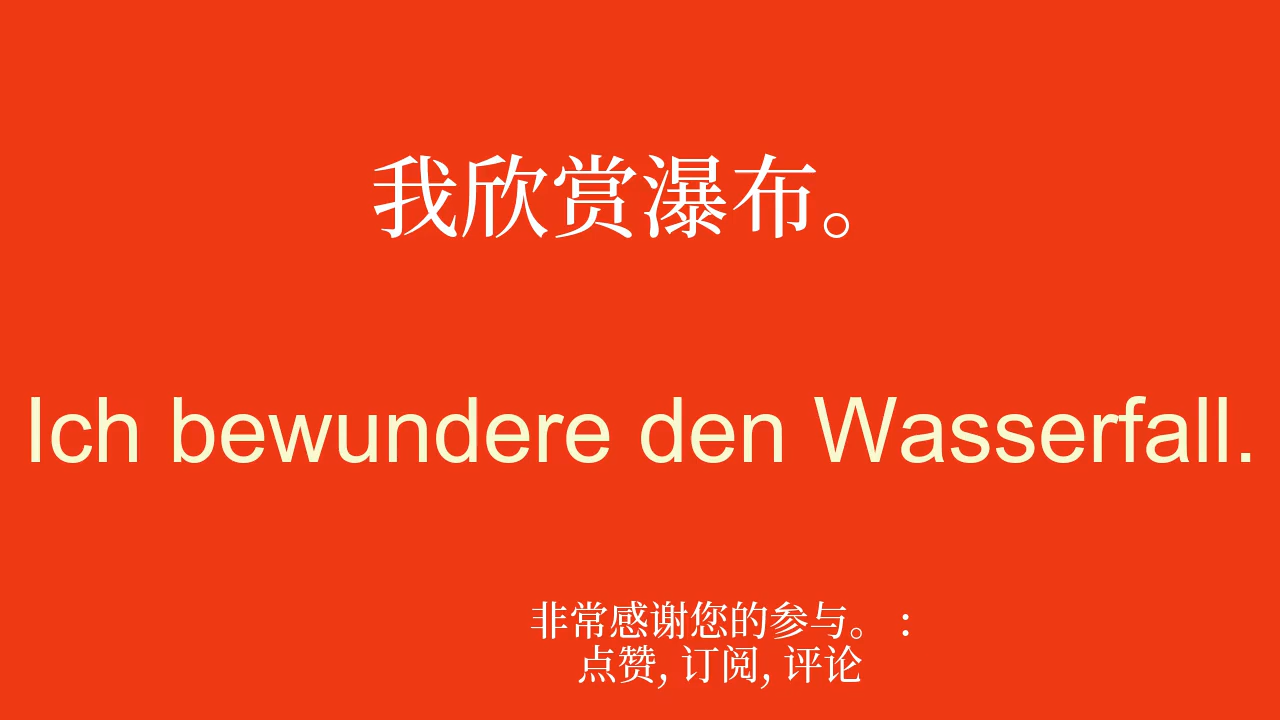 我欣赏瀑布。
Ich bewundere den Wasserfall.
非常感谢您的参与。 :
点赞, 订阅, 评论